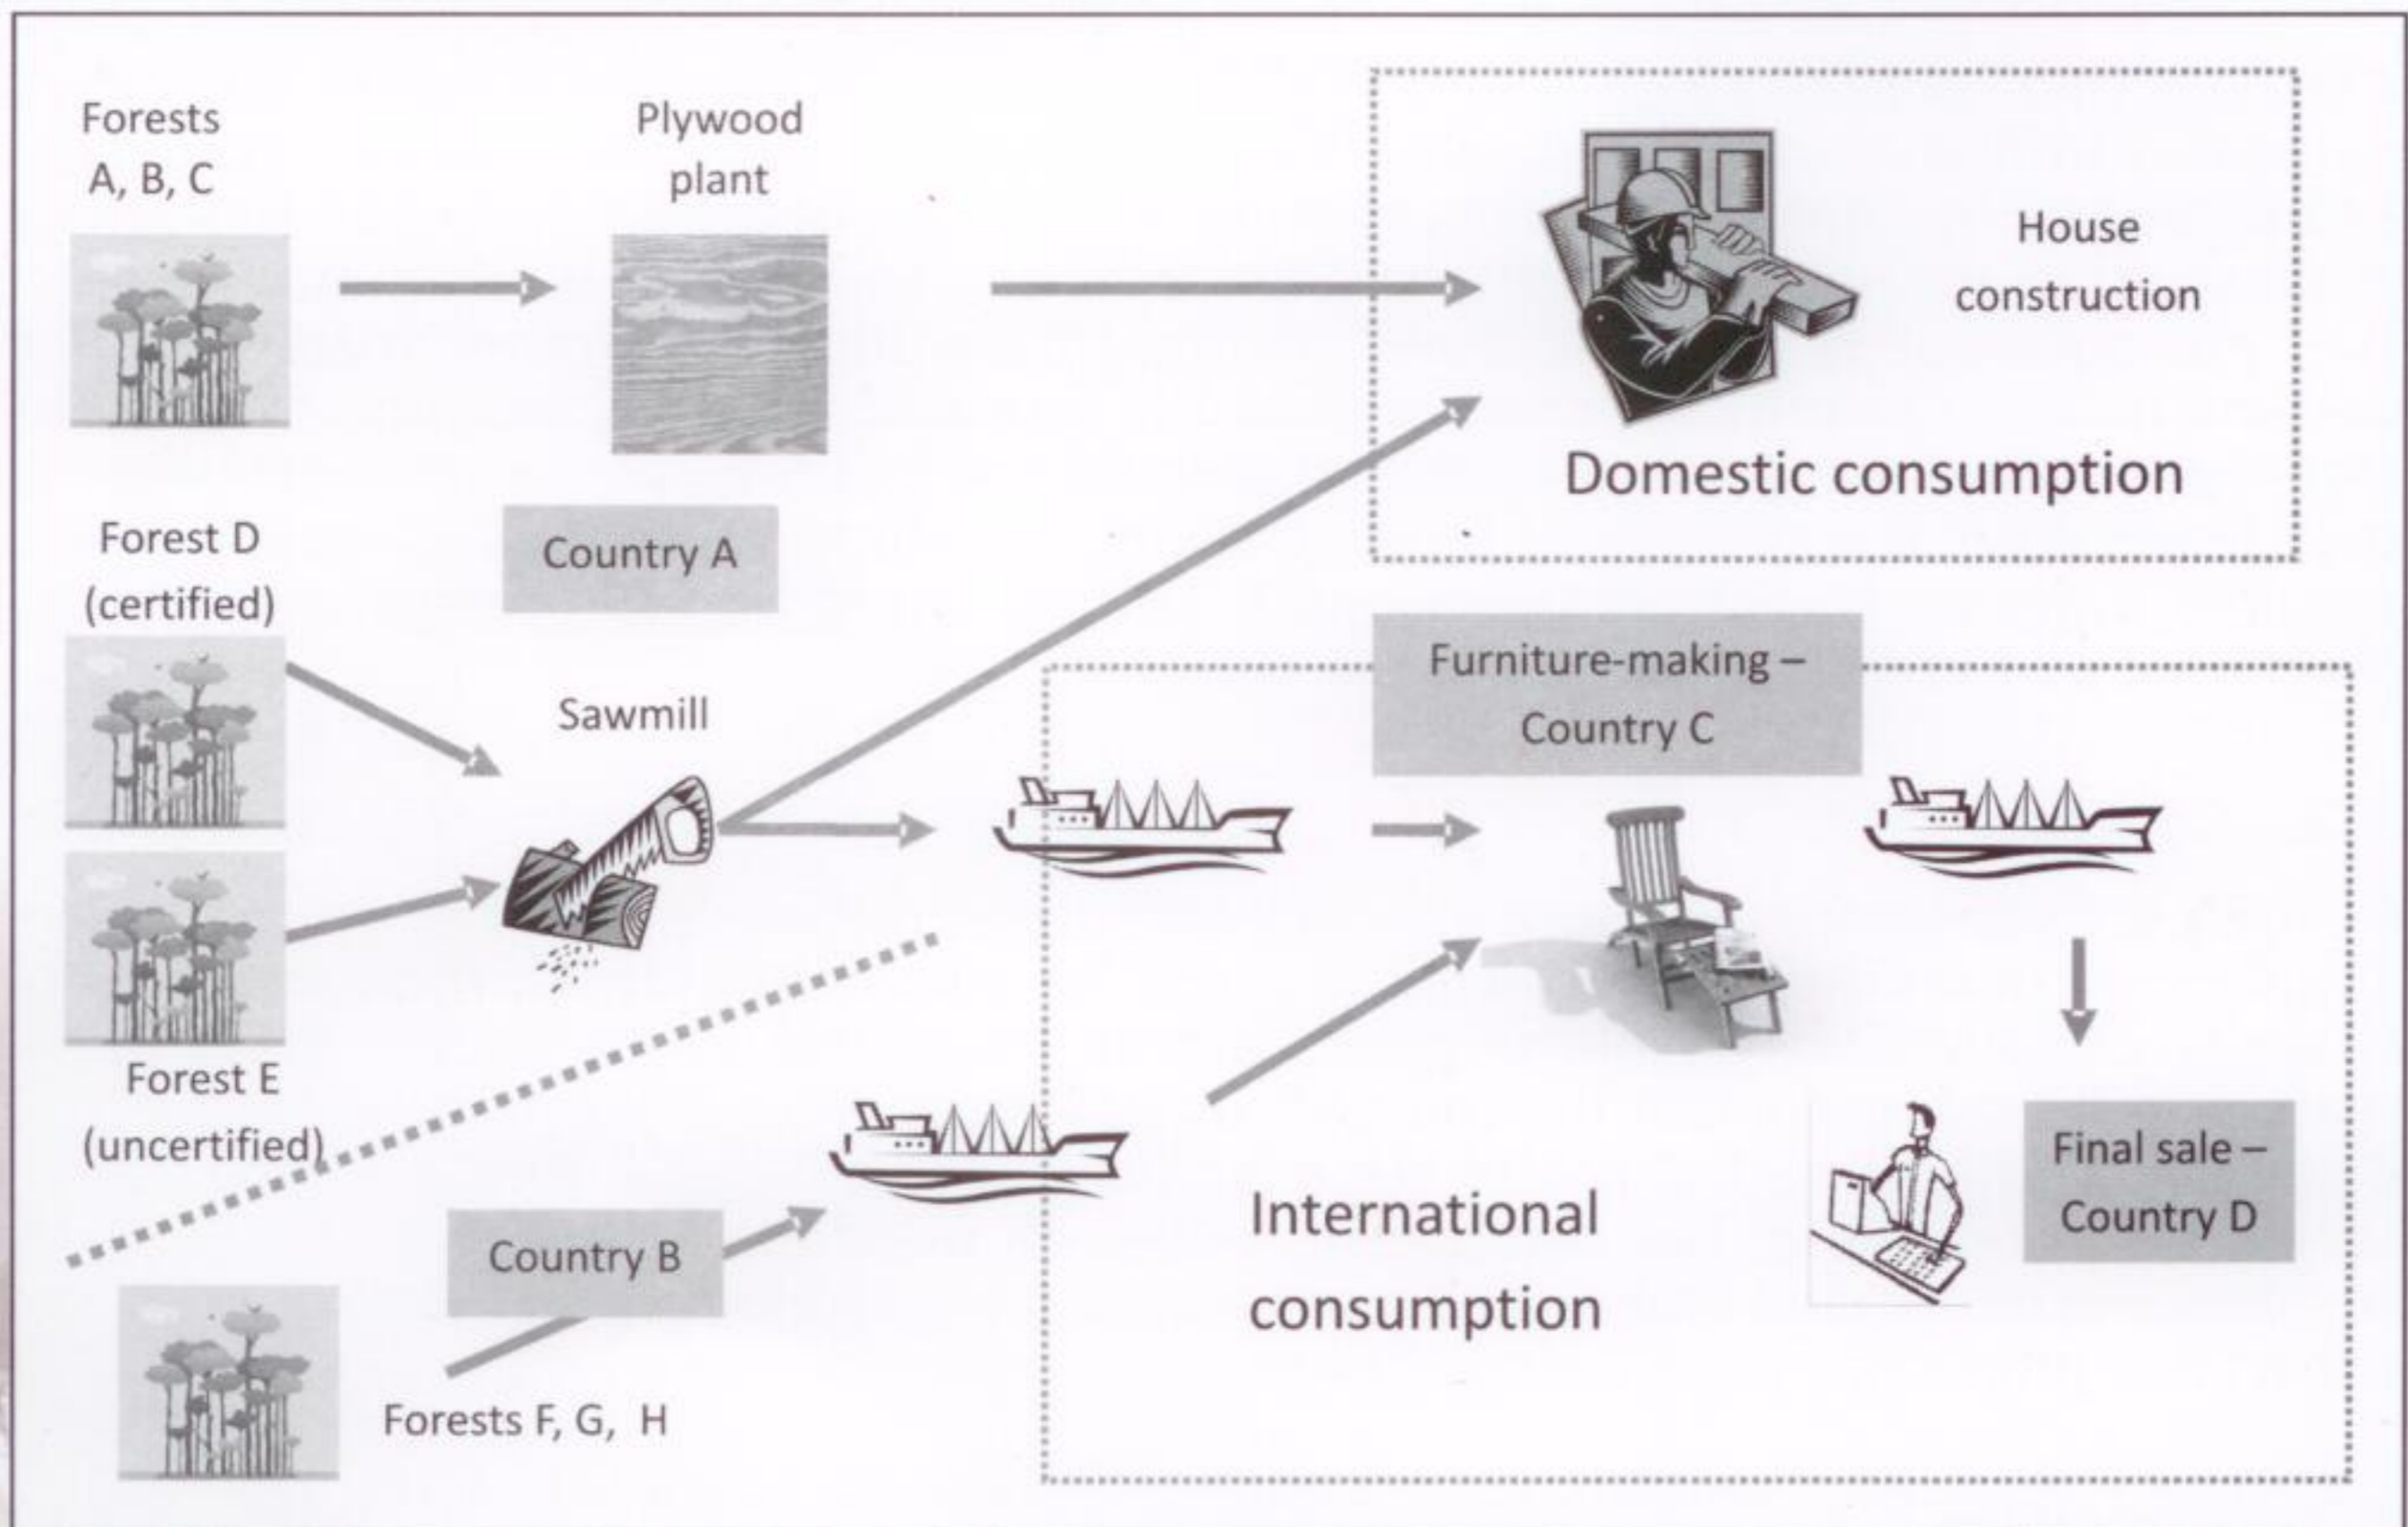 Forests
A, B, C
Plywood
plant
House
construction
Domestic consumption
Country A
Forest D
(certified)
Sawmill
Furniture-making –
Country C
Forest E
(uncertified)
Country B
Forests F, G, H
International
consumption
Final sale –
Country D